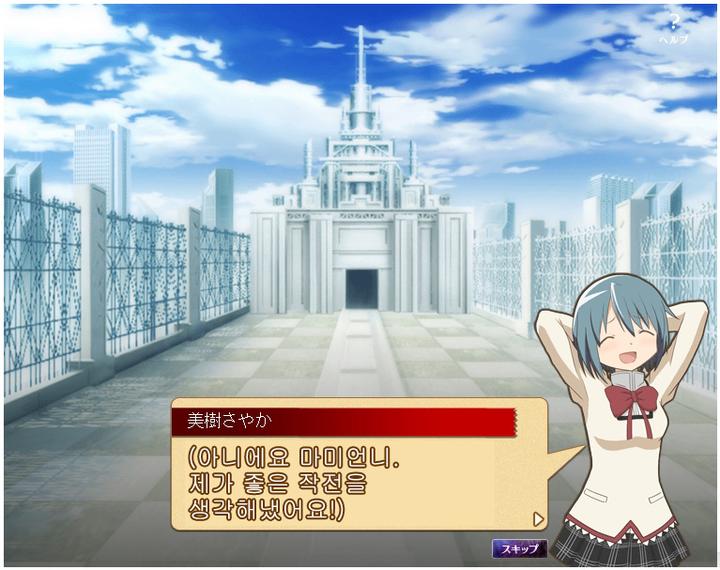 ?
ヘルプ
美樹さやか
(아니에요 마미언니.
제가 좋은 작전을
생각해냈어요!)
スキップ